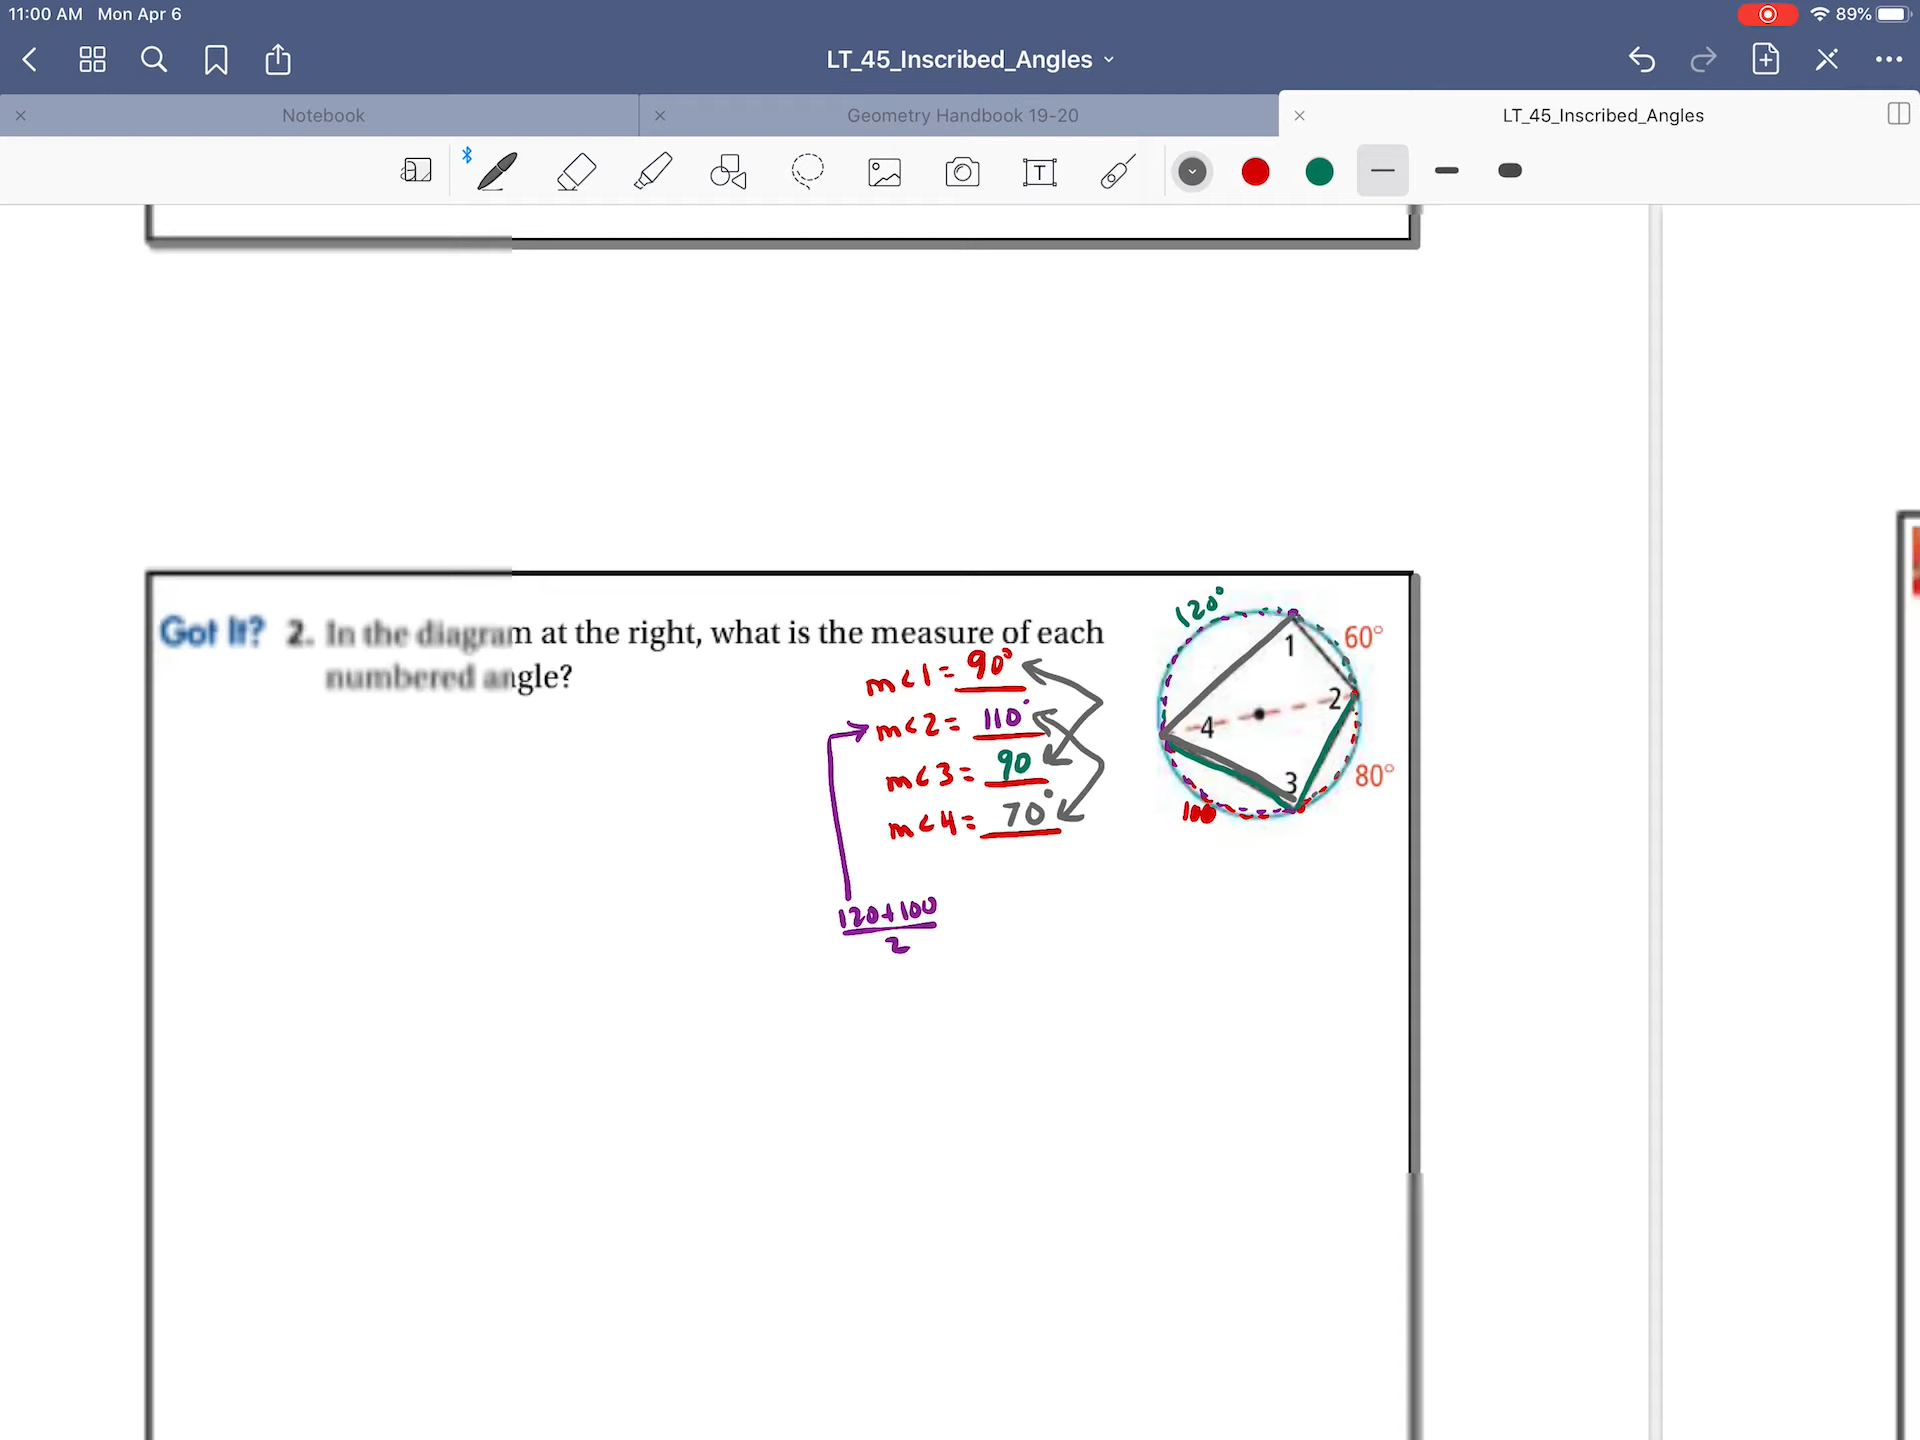 11:00 AM Mon Apr 6
89%
LT_45_Inscribed_Angles
Notebook
Geometry Handbook 19-20
LT_45_Inscribed_Angles
Got It? 2. In the diagram at the right, what is the measure of each
numbered angle?
m<1= 90°
m<2= 110°
m<3= 90
m<4= 70°
120+100
2
120°
60°
1
2
4
3
80°
100